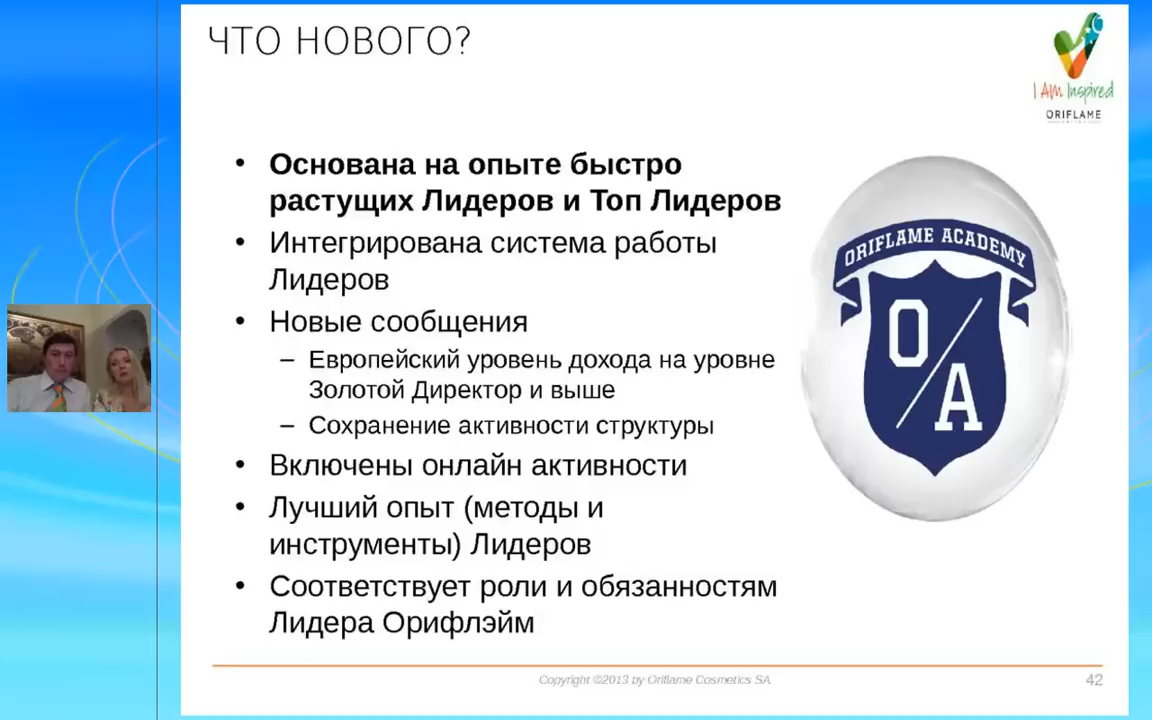 ЧТО НОВОГО?
I Am Inspired
ORIFLAME
• Основана на опыте быстро
растущих Лидеров и Топ Лидеров
• Интегрирована система работы
Лидеров
• Новые сообщения
– Европейский уровень дохода на уровне
Золотой Директор и выше
– Сохранение активности структуры
• Включены онлайн активности
• Лучший опыт (методы и
инструменты) Лидеров
• Соответствует роли и обязанностям
Лидера Орифлэйм
ORIFLAME ACADEMY
O/A
Copyright ©2013 by Oriflame Cosmetics SA
42